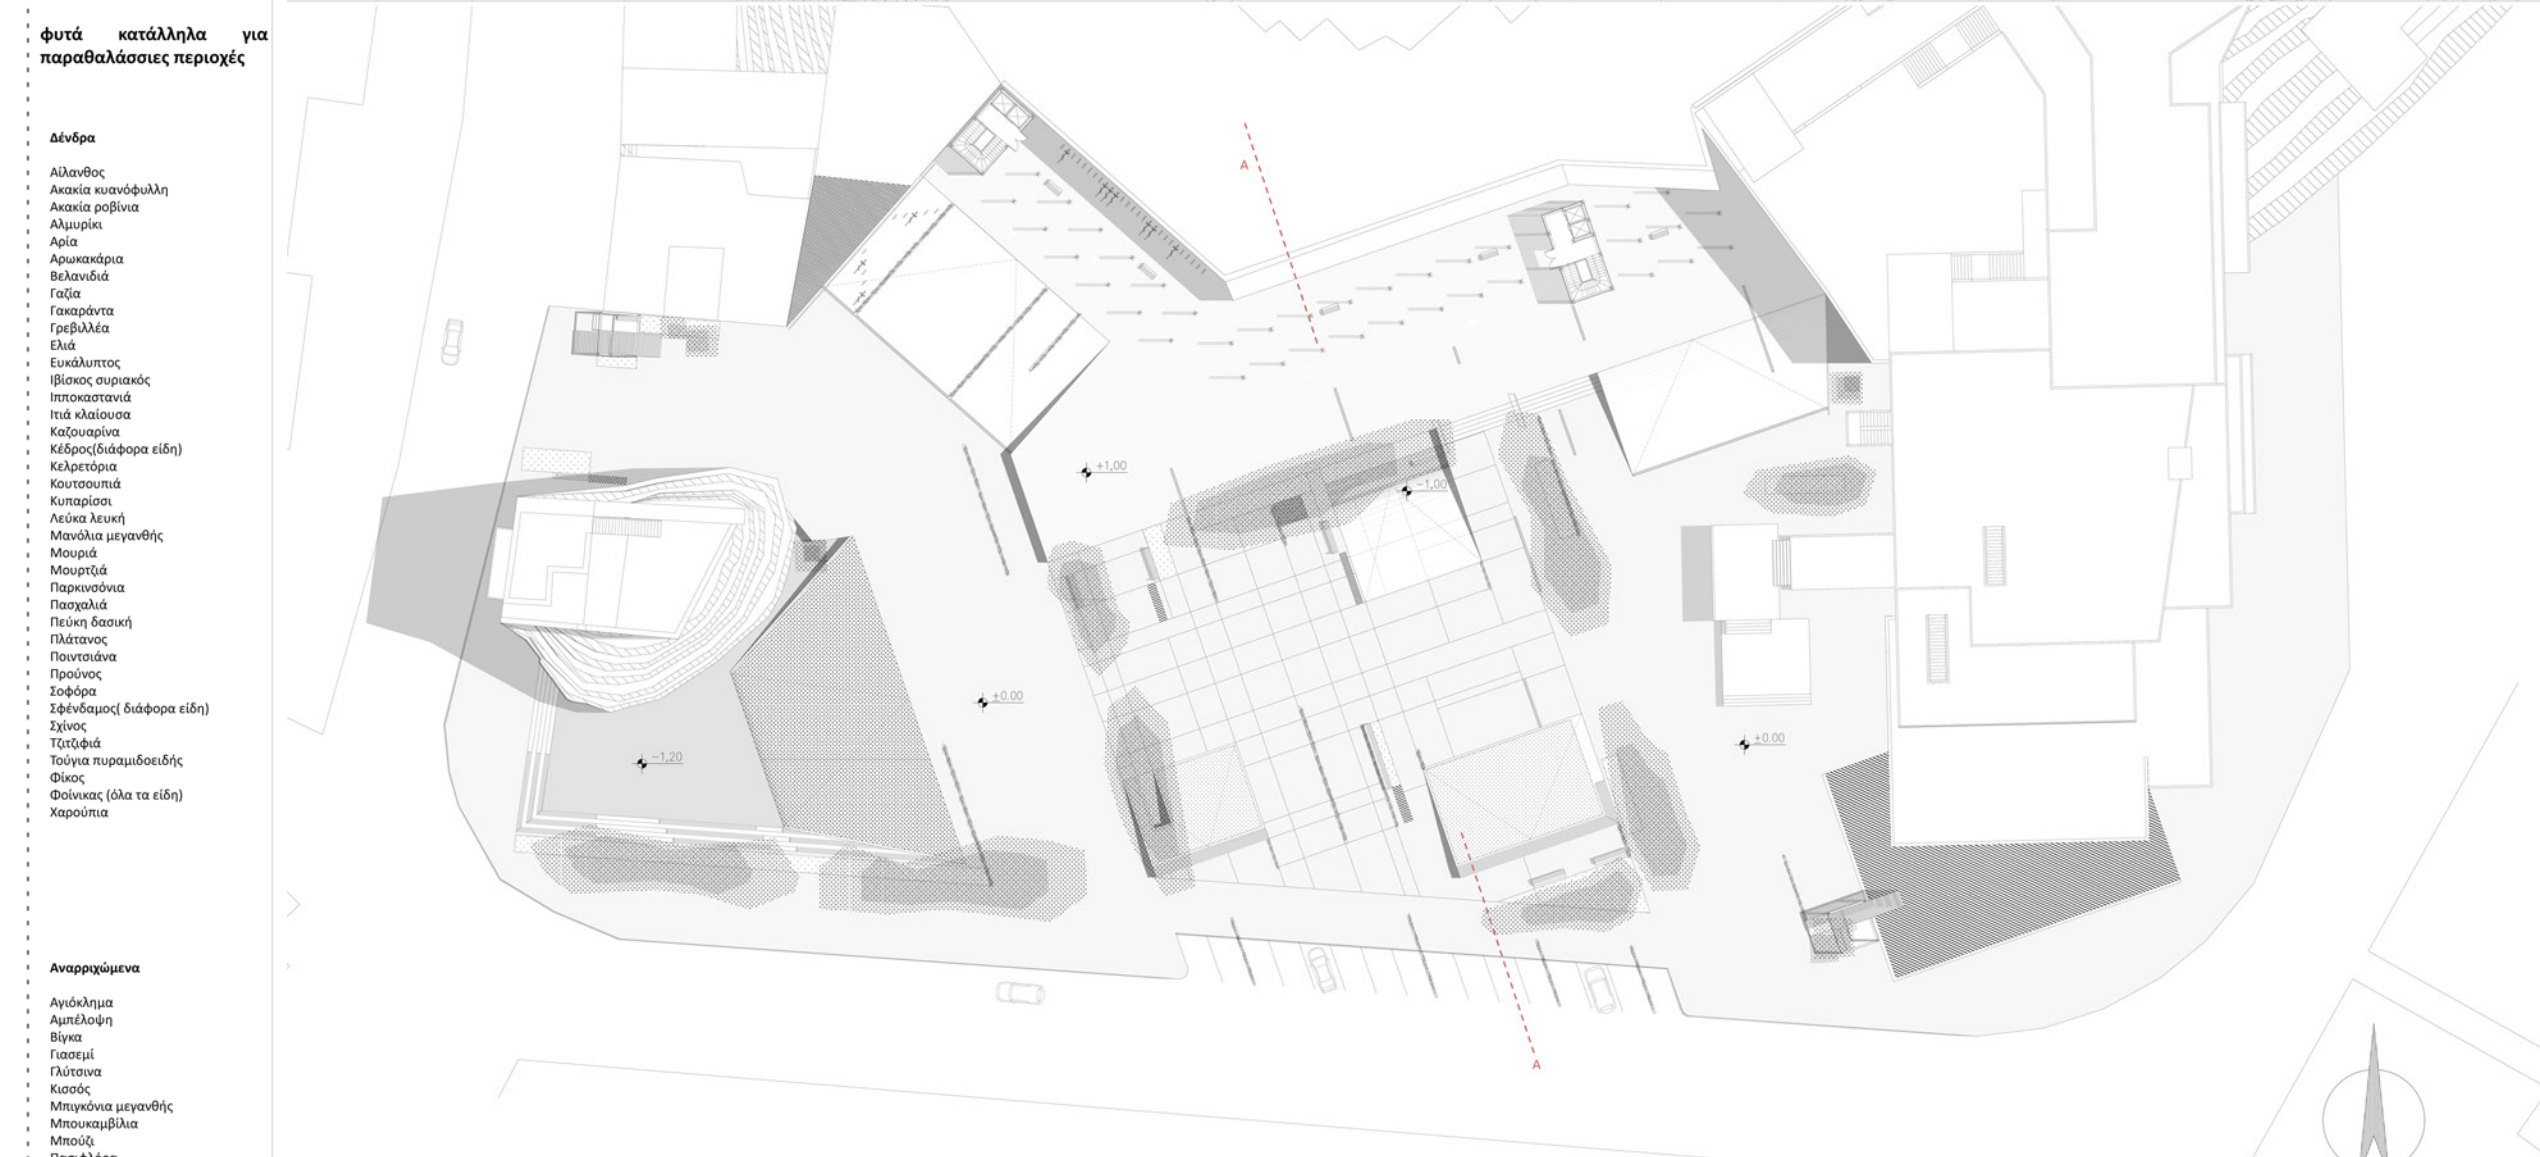 φυτά κατάλληλα για
παραθαλάσσιες περιοχές
Δένδρα
Αίλανθος
Ακακία κυανόφυλλη
Ακακία ροβίνια
Αλμυρίκι
Αρία
Αρωκακάρια
Βελανιδιά
Γαζία
Γακαράντα
Γρεβιλλέα
Ελιά
Ευκάλυπτος
Ιβίσκος συριακός
Ιπποκαστανιά
Ιτιά κλαίουσα
Καζουαρίνα
Κέδρος(διάφορα είδη)
Κελρετόρια
Κουτσουπιά
Κυπαρίσσι
Λεύκα λευκή
Μανόλια μεγανθής
Μουριά
Μουρτζιά
Παρκινσόνια
Πασχαλιά
Πεύκη δασική
Πλάτανος
Ποιντσιάνα
Προύνος
Σοφόρα
Σφένδαμος( διάφορα είδη)
Σχίνος
Τζιτζιφιά
Τούγια πυραμιδοειδής
Φίκος
Φοίνικας (όλα τα είδη)
Χαρούπια
Αναρριχώμενα
Αγιόκλημα
Αμπέλοψη
Βίγκα
Γιασεμί
Γλύτσινα
Κισσός
Μπιγκόνια μεγανθής
Μπουκαμβίλια
Μπούζι
A
+1,00
−1,00
±0.00
±0.00
−1,20
A